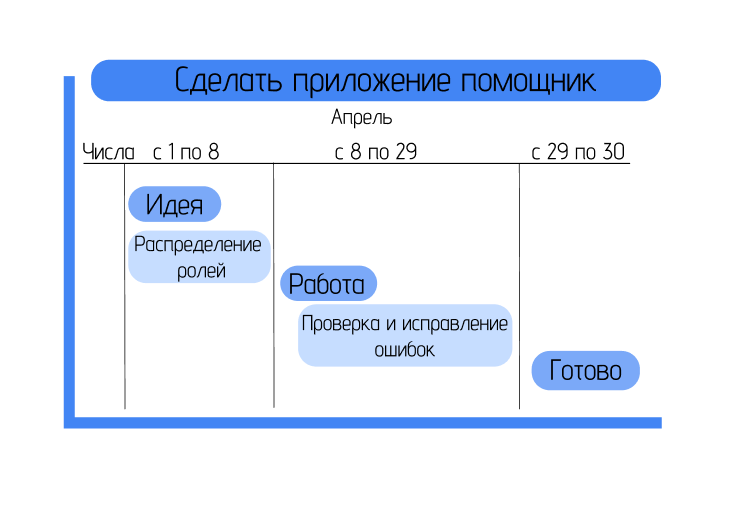 Сделать приложение помощник
Апрель
Числа с 1 по 8 с 8 по 29 с 29 по 30
Идея
Распределение
ролей
Работа
Проверка и исправление
ошибок
Готово